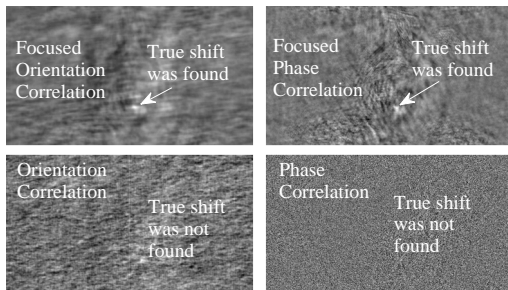 Focused
Orientation
Correlation
True shift
was found
Focused
Phase
Correlation
True shift
was found
Orientation
Correlation
True shift
was not
found
Phase
Correlation
True shift
was not
found